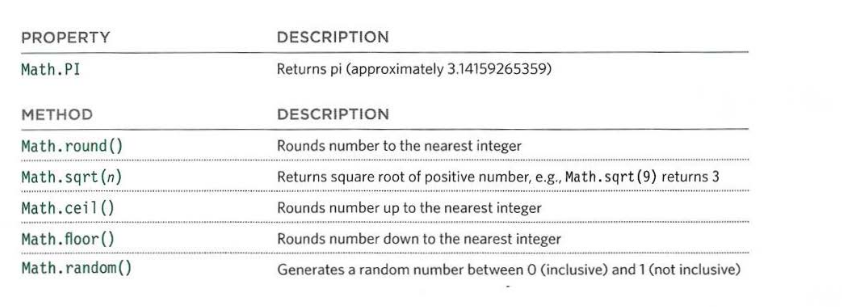 PROPERTY DESCRIPTION
Math.PI Returns pi (approximately 3.14159265359)
METHOD DESCRIPTION
Math.round() Rounds number to the nearest integer
Math.sqrt(n) Returns square root of positive number, e.g., Math.sqrt(9) returns 3
Math.ceil() Rounds number up to the nearest integer
Math.floor() Rounds number down to the nearest integer
Math.random() Generates a random number between 0 (inclusive) and 1 (not inclusive)